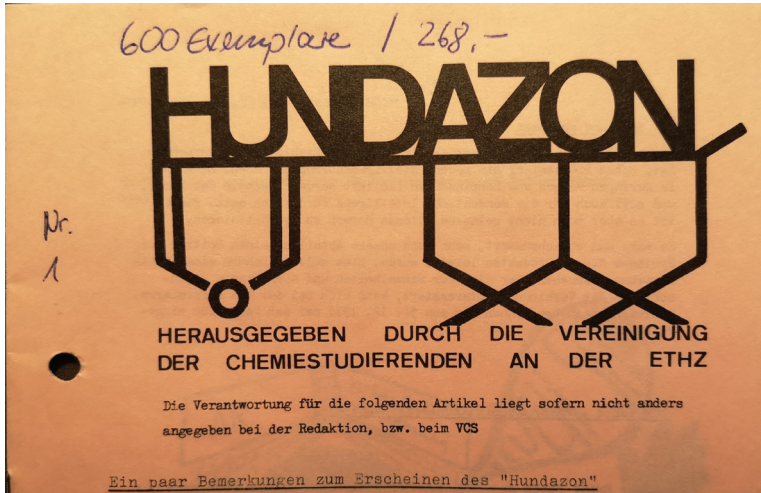 600 Exemplare / 268,-
HUNDAZON
Nr.
1
HERAUSGEGEBEN DURCH DIE VEREINIGUNG
DER CHEMIESTUDIERENDEN AN DER ETHZ
Die Verantwortung für die folgenden Artikel liegt sofern nicht anders
angegeben bei der Redaktion, bzw. beim VCS
Ein paar Bemerkungen zum Erscheinen des "Hundazon"